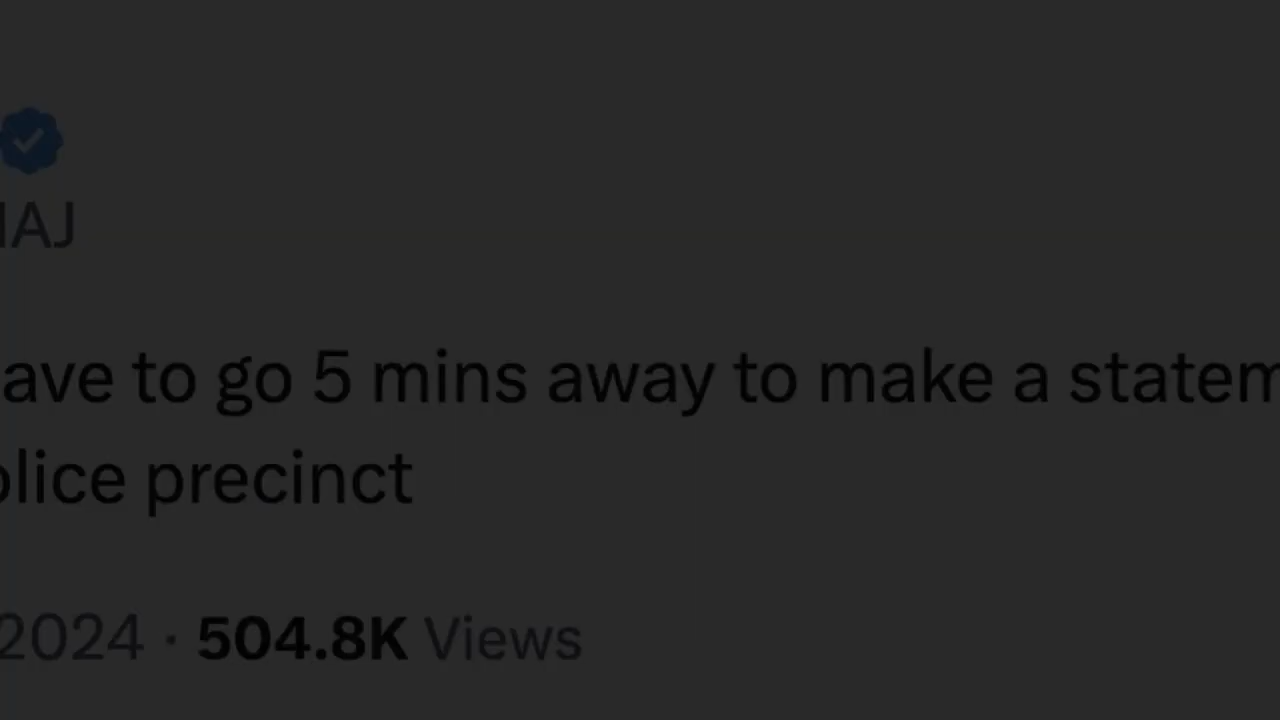 IAJ
ave to go 5 mins away to make a statem
olice precinct
2024 · 504.8K Views